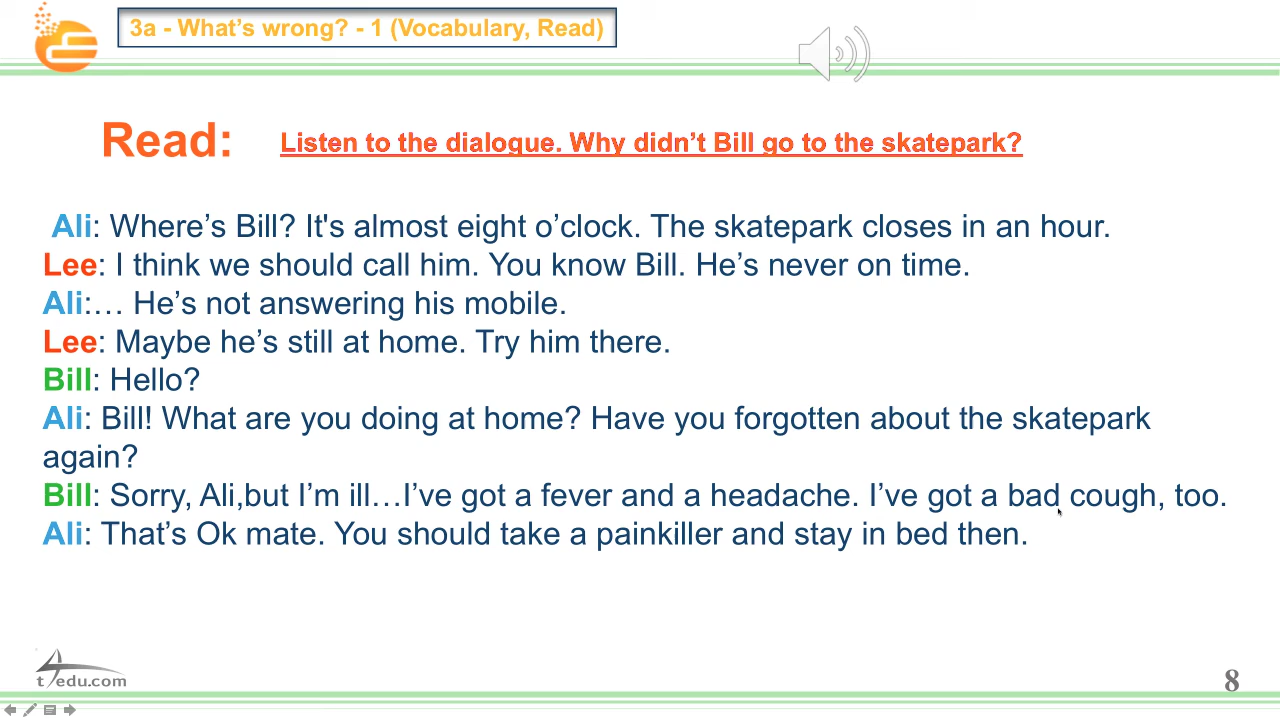 3a - What’s wrong? - 1 (Vocabulary, Read)
Read: Listen to the dialogue. Why didn’t Bill go to the skatepark?
Ali: Where’s Bill? It's almost eight o’clock. The skatepark closes in an hour.
Lee: I think we should call him. You know Bill. He’s never on time.
Ali:… He’s not answering his mobile.
Lee: Maybe he’s still at home. Try him there.
Bill: Hello?
Ali: Bill! What are you doing at home? Have you forgotten about the skatepark
again?
Bill: Sorry, Ali,but I’m ill…I’ve got a fever and a headache. I’ve got a bad cough, too.
Ali: That’s Ok mate. You should take a painkiller and stay in bed then.
t4edu.com
8